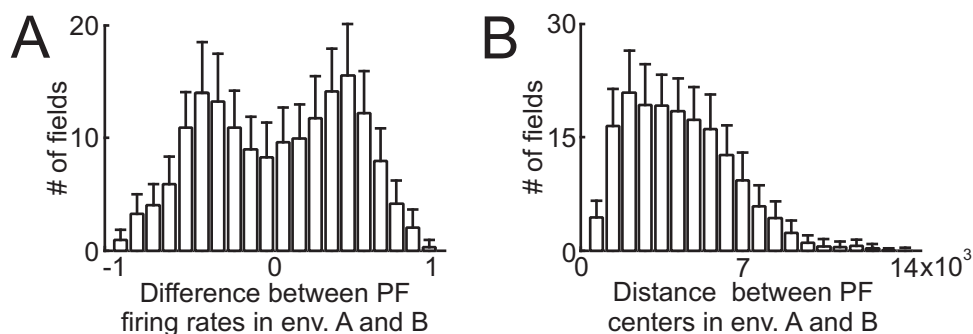 A
B
20
10
0
# of fields
-1
0
1
Difference between PF
firing rates in env. A and B
30
15
0
# of fields
0
7
14x10³
Distance between PF
centers in env. A and B